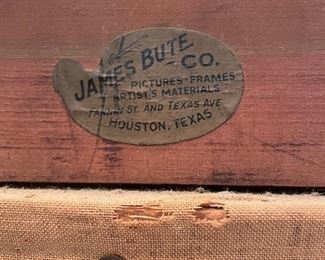 JAMES BUTE
CO.
PICTURES-FRAMES
ARTIST'S MATERIALS
FANNIN ST. AND TEXAS AVE
HOUSTON, TEXAS